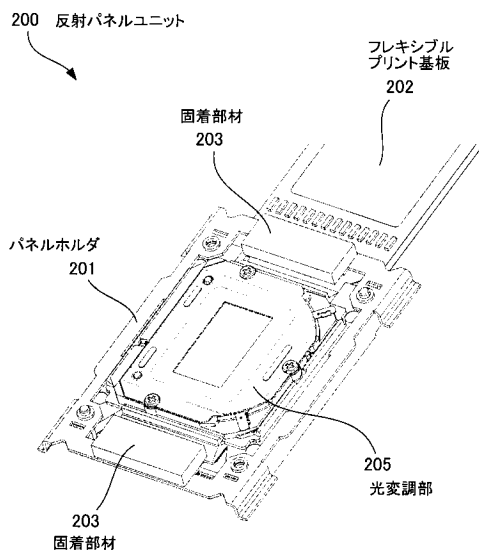 200 反射パネルユニット
フレキシブル
プリント基板
202
固着部材
203
パネルホルダ
201
205
光変調部
203
固着部材